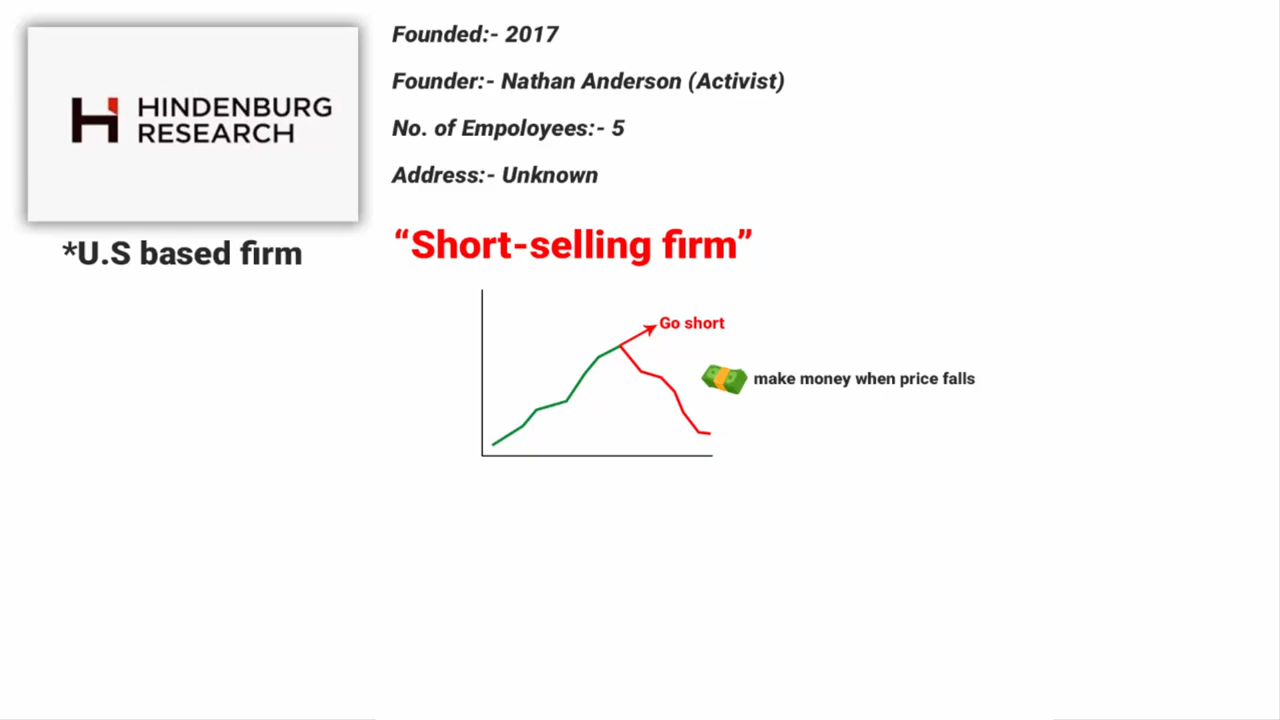 HINDENBURG
RESEARCH
*U.S based firm
Founded:- 2017
Founder:- Nathan Anderson (Activist)
No. of Empoloyees:- 5
Address:- Unknown
“Short-selling firm”
Go short
make money when price falls